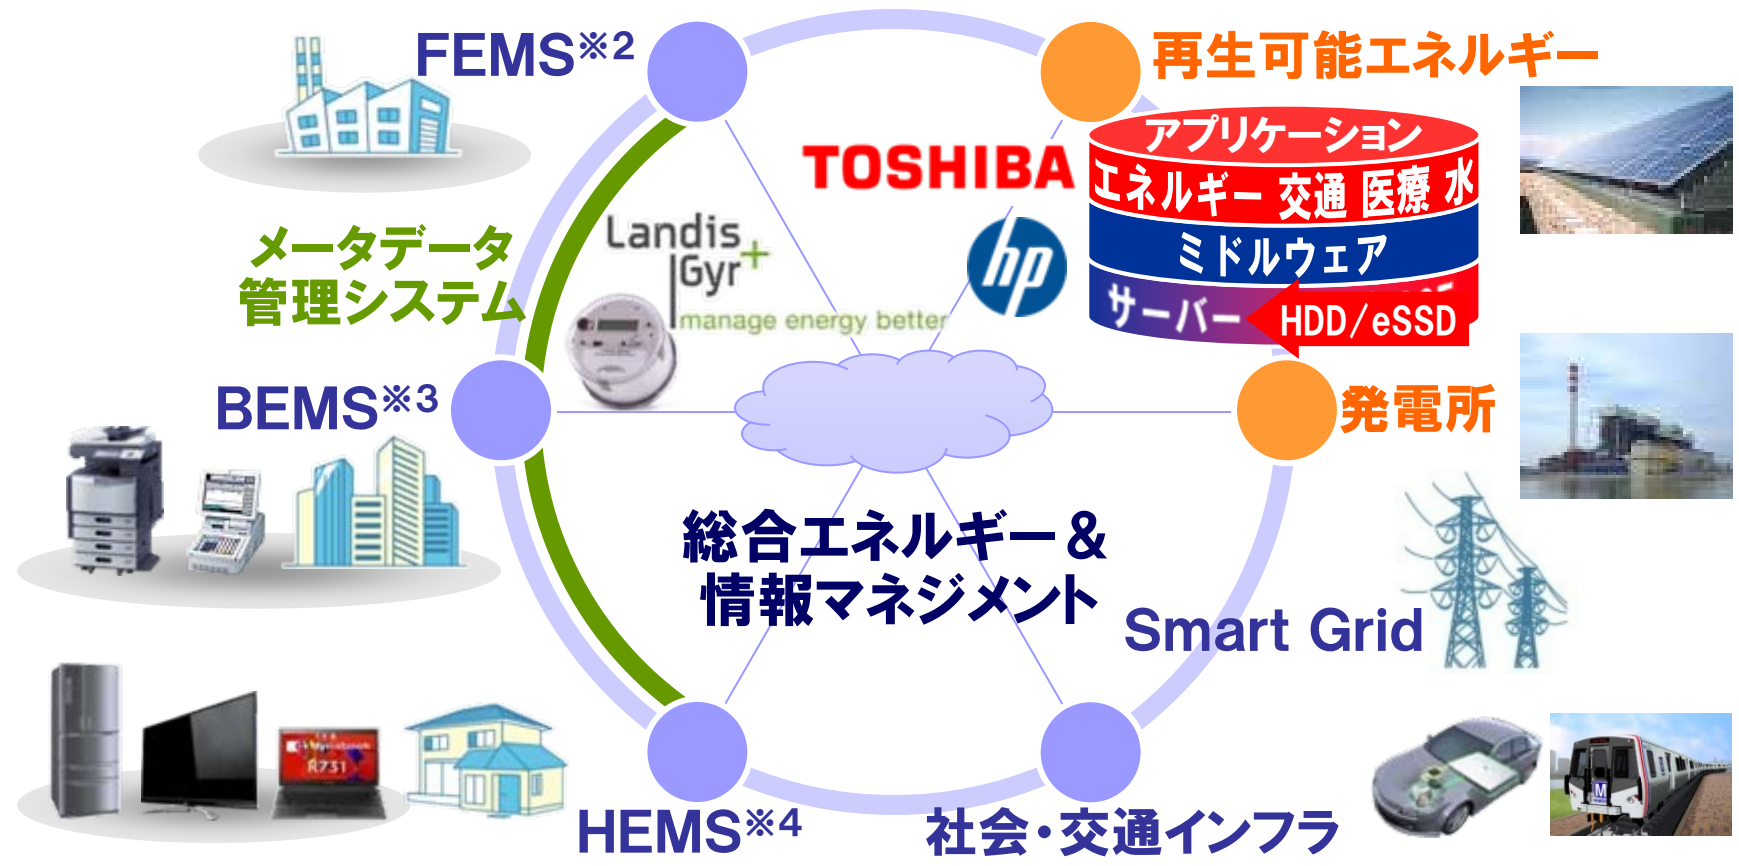 FEMS※2
再生可能エネルギー
アプリケーション
TOSHIBA
エネルギー 交通 医療 水
Landis
Gyr+
manage energy better
hp
ミドルウェア
メータデータ
管理システム
サーバー
HDD/eSSD
BEMS※3
発電所
総合エネルギー&
情報マネジメント
Smart Grid
R731
M
HEMS※4
社会・交通インフラ